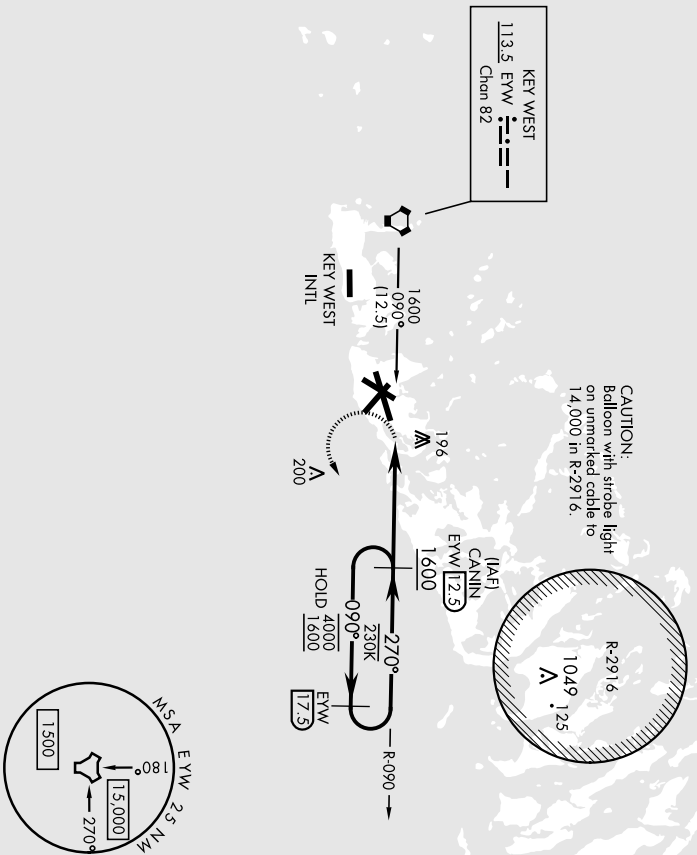 KEY WEST
113.5 EYW
Chan 82
KEY WEST
INTL
1600
090°
(12.5)
CAUTION:
Balloon with strobe light
on unmarked cable to
14,000 in R-2916.
196
200
(IAF)
CANIN
EYW 12.5
1600
R-2916
1049
125
270°
230K
090°
HOLD 4000
1600
EYW
17.5
R-090
MSA EYW 25 NM
1500
180°
15,000
270°